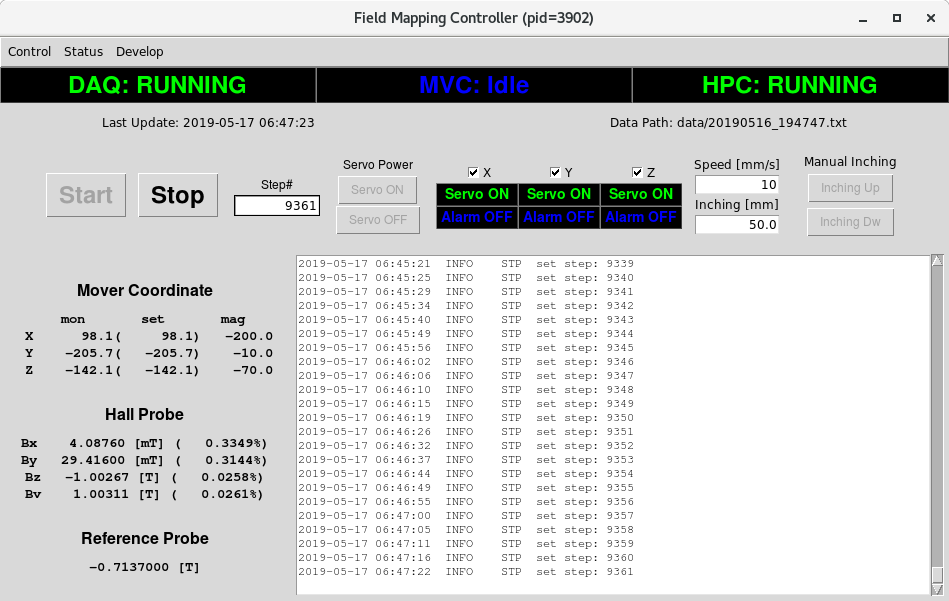 Field Mapping Controller (pid=3902)
Control Status Develop
DAQ: RUNNING MVC: Idle HPC: RUNNING
Last Update: 2019-05-17 06:47:23 Data Path: data/20190516_194747.txt
Start Stop
Step#
9361
Servo Power
Servo ON
Servo OFF
X Y Z
Servo ON Servo ON Servo ON
Alarm OFF Alarm OFF Alarm OFF
Speed [mm/s]
10
Inching [mm]
50.0
Manual Inching
Inching Up
Inching Dw
Mover Coordinate
mon set mag
X 98.1( 98.1) −200.0
Y −205.7( −205.7) −10.0
Z −142.1( −142.1) −70.0
Hall Probe
Bx 4.08760 [mT] ( 0.3349%)
By 29.41600 [mT] ( 0.3144%)
Bz −1.00267 [T] ( 0.0258%)
Bv 1.00311 [T] ( 0.0261%)
Reference Probe
−0.7137000 [T]
2019-05-17 06:45:21 INFO STP set step: 9339
2019-05-17 06:45:25 INFO STP set step: 9340
2019-05-17 06:45:29 INFO STP set step: 9341
2019-05-17 06:45:34 INFO STP set step: 9342
2019-05-17 06:45:40 INFO STP set step: 9343
2019-05-17 06:45:49 INFO STP set step: 9344
2019-05-17 06:45:56 INFO STP set step: 9345
2019-05-17 06:46:02 INFO STP set step: 9346
2019-05-17 06:46:06 INFO STP set step: 9347
2019-05-17 06:46:10 INFO STP set step: 9348
2019-05-17 06:46:15 INFO STP set step: 9349
2019-05-17 06:46:19 INFO STP set step: 9350
2019-05-17 06:46:26 INFO STP set step: 9351
2019-05-17 06:46:32 INFO STP set step: 9352
2019-05-17 06:46:37 INFO STP set step: 9353
2019-05-17 06:46:44 INFO STP set step: 9354
2019-05-17 06:46:49 INFO STP set step: 9355
2019-05-17 06:46:55 INFO STP set step: 9356
2019-05-17 06:47:00 INFO STP set step: 9357
2019-05-17 06:47:05 INFO STP set step: 9358
2019-05-17 06:47:11 INFO STP set step: 9359
2019-05-17 06:47:16 INFO STP set step: 9360
2019-05-17 06:47:22 INFO STP set step: 9361